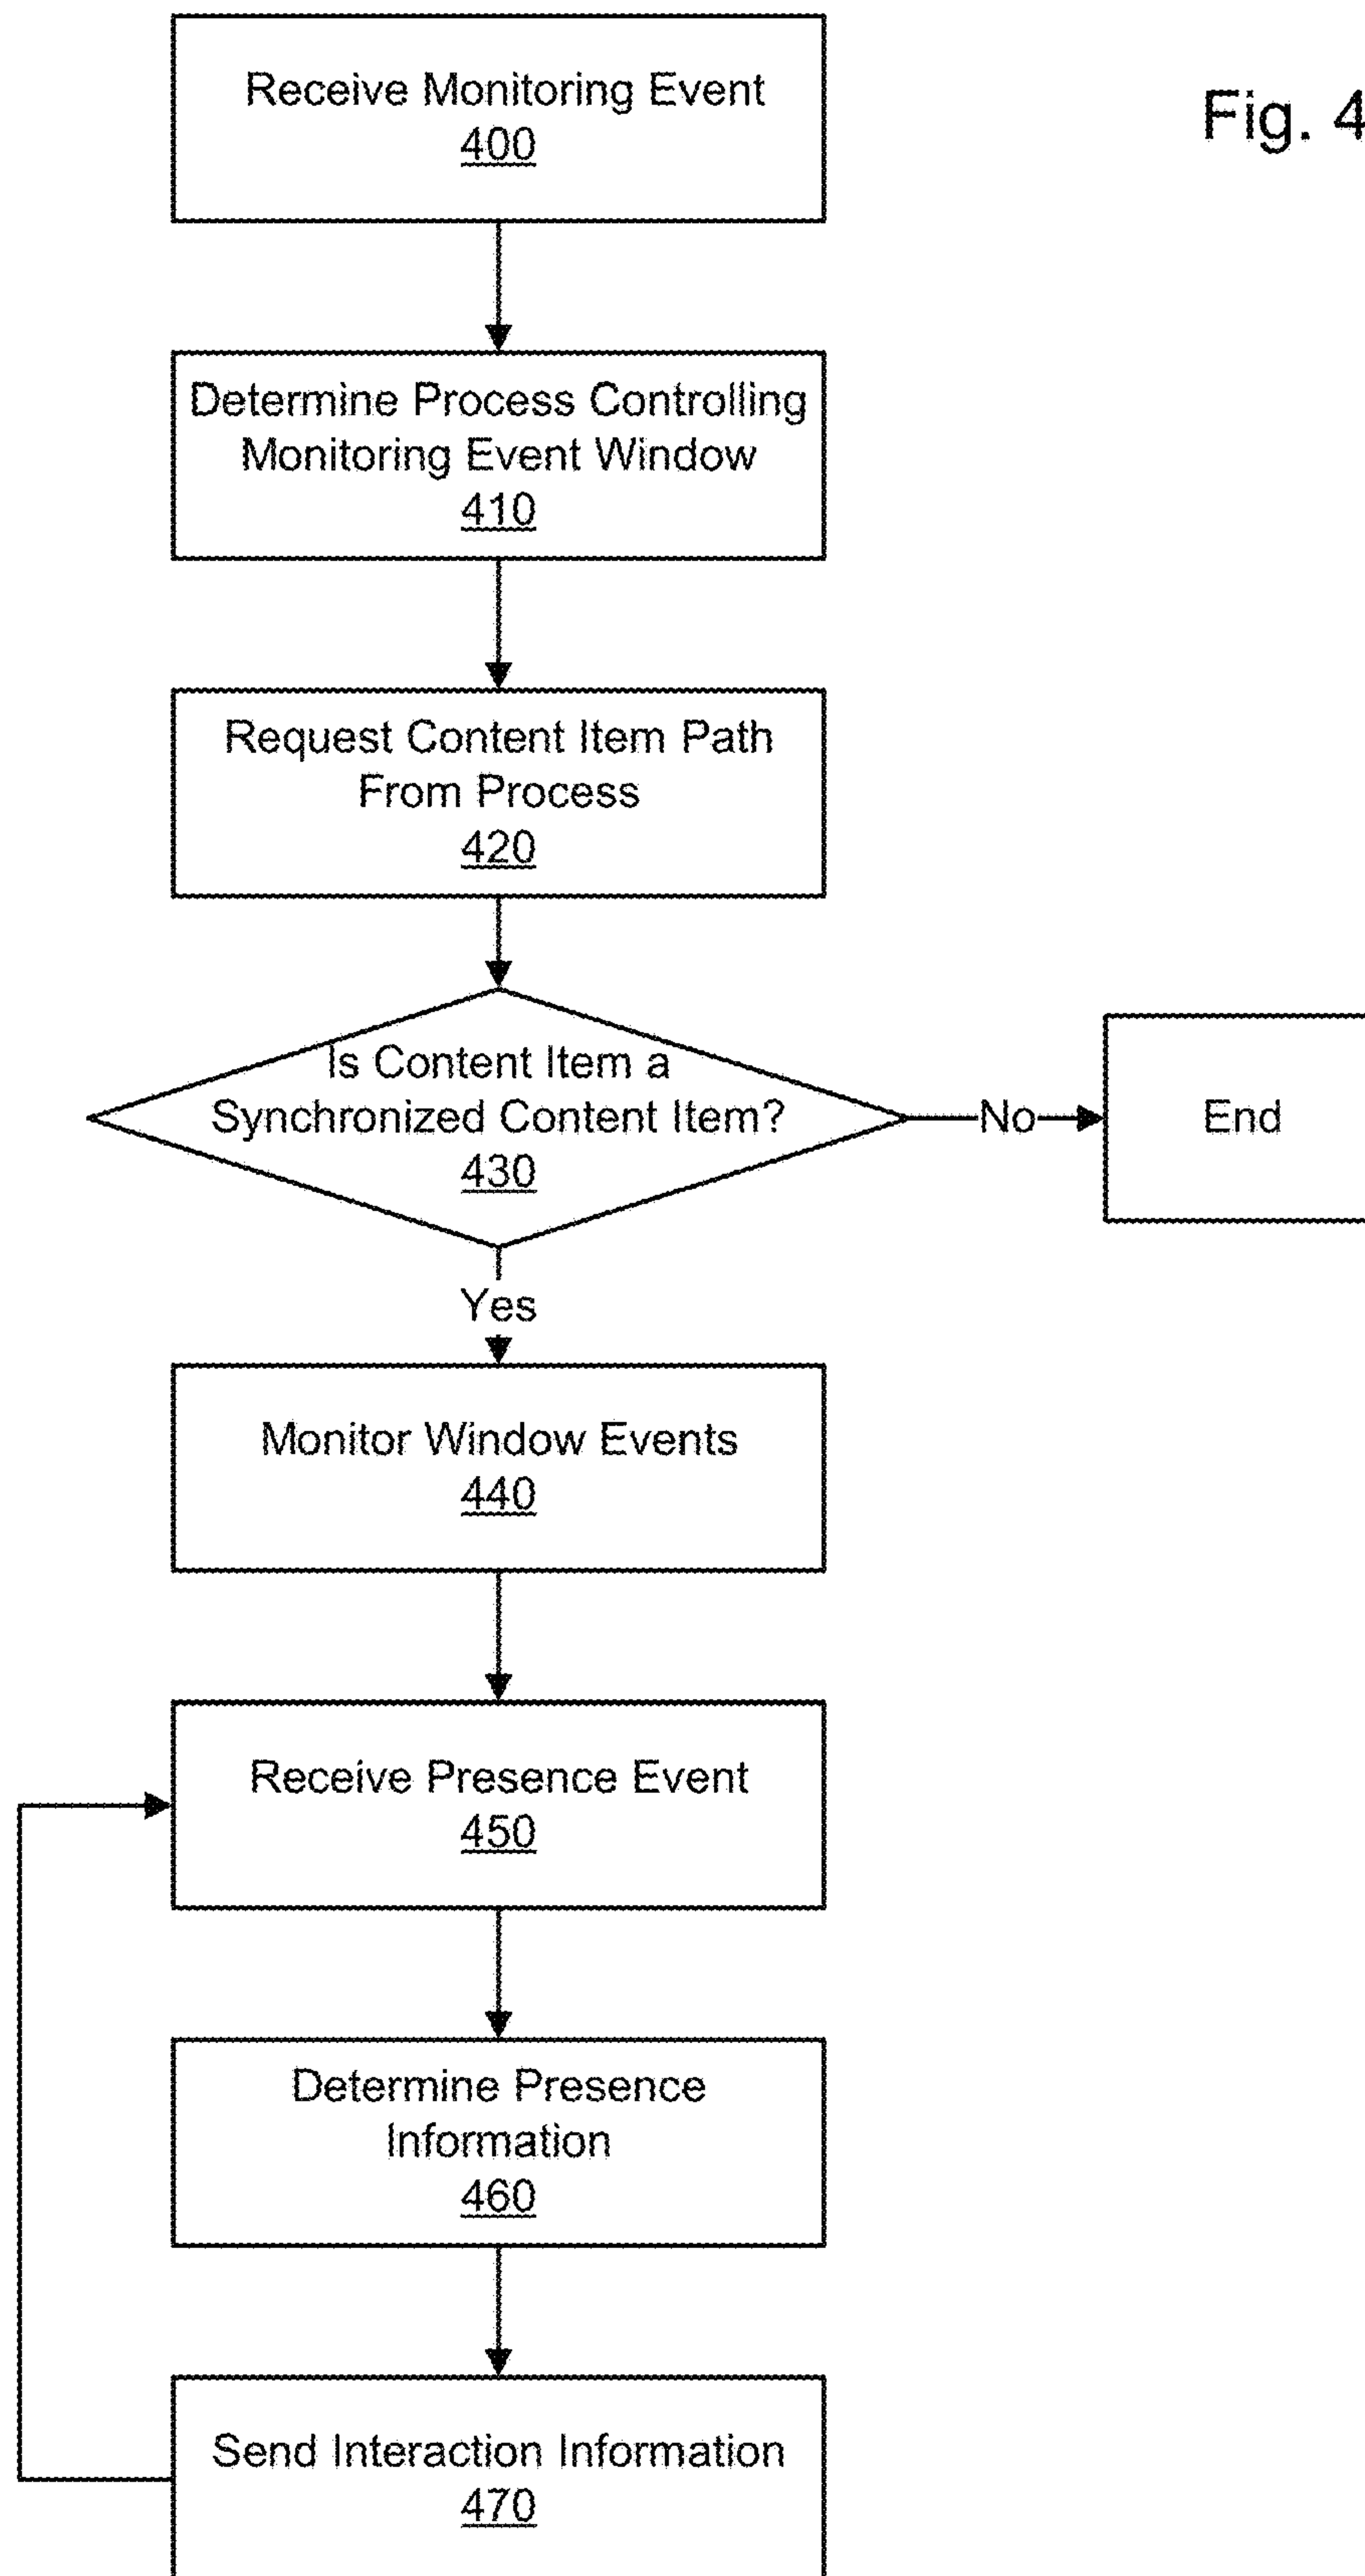 Receive Monitoring Event
400
Fig. 4
Determine Process Controlling
Monitoring Event Window
410
Request Content Item Path
From Process
420
Is Content Item a
Synchronized Content Item?
430
No
End
Yes
Monitor Window Events
440
Receive Presence Event
450
Determine Presence
Information
460
Send Interaction Information
470